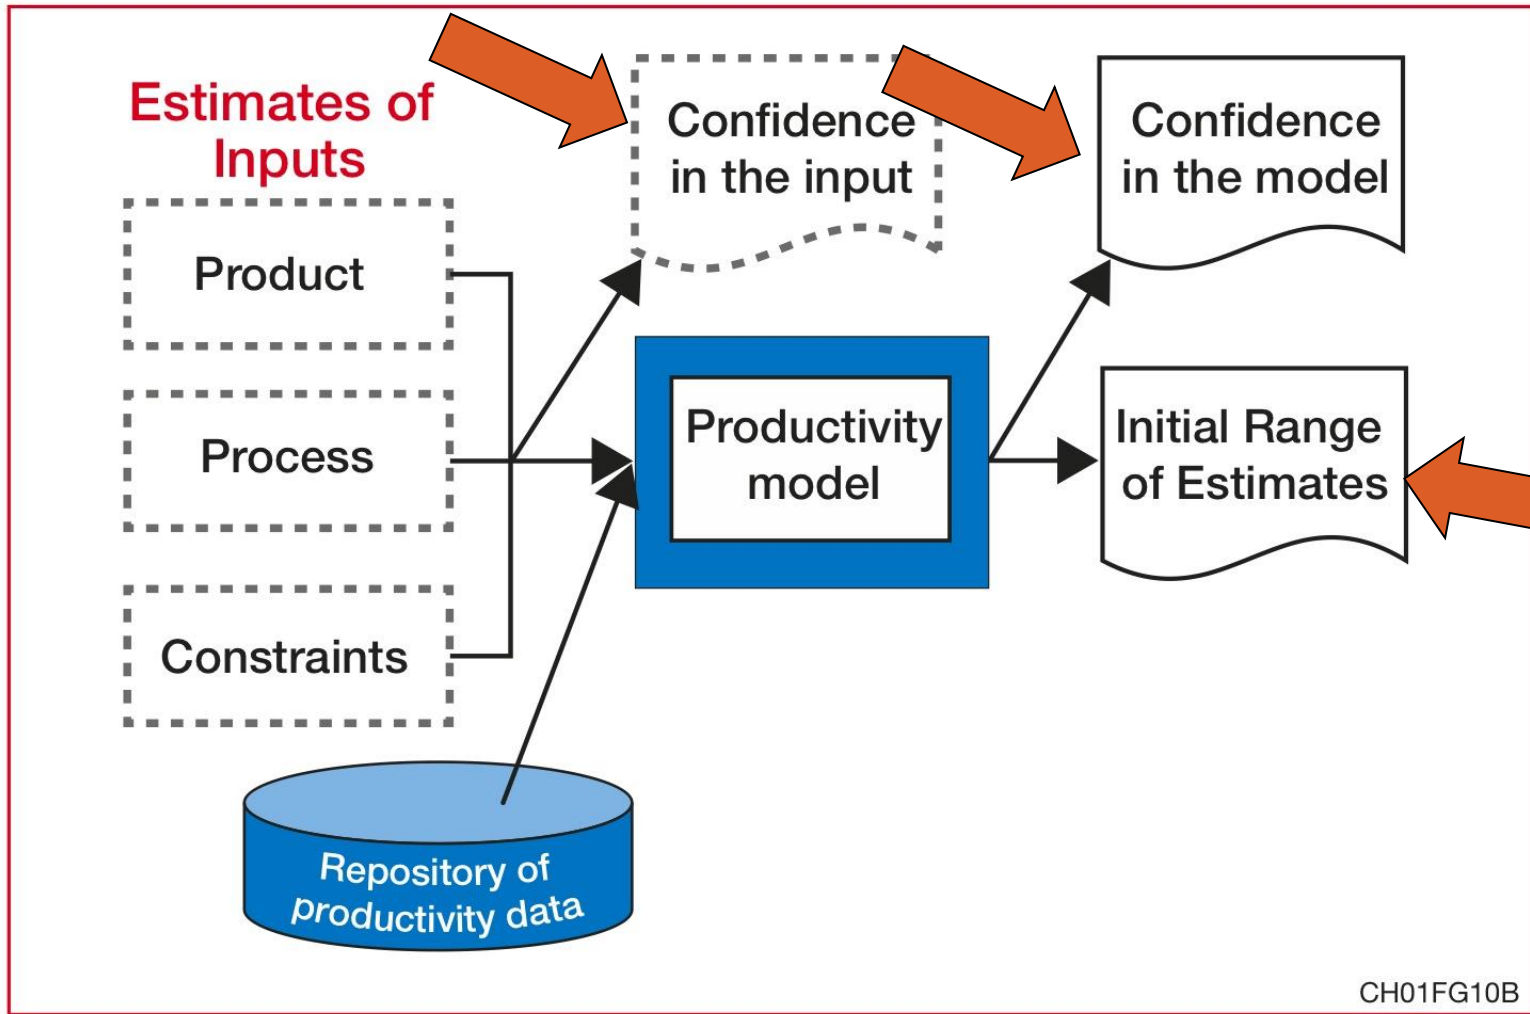 Estimates of
Inputs
Product
Process
Constraints
Confidence
in the input
Confidence
in the model
Productivity
model
Initial Range
of Estimates
Repository of
productivity data
CH01FG10B